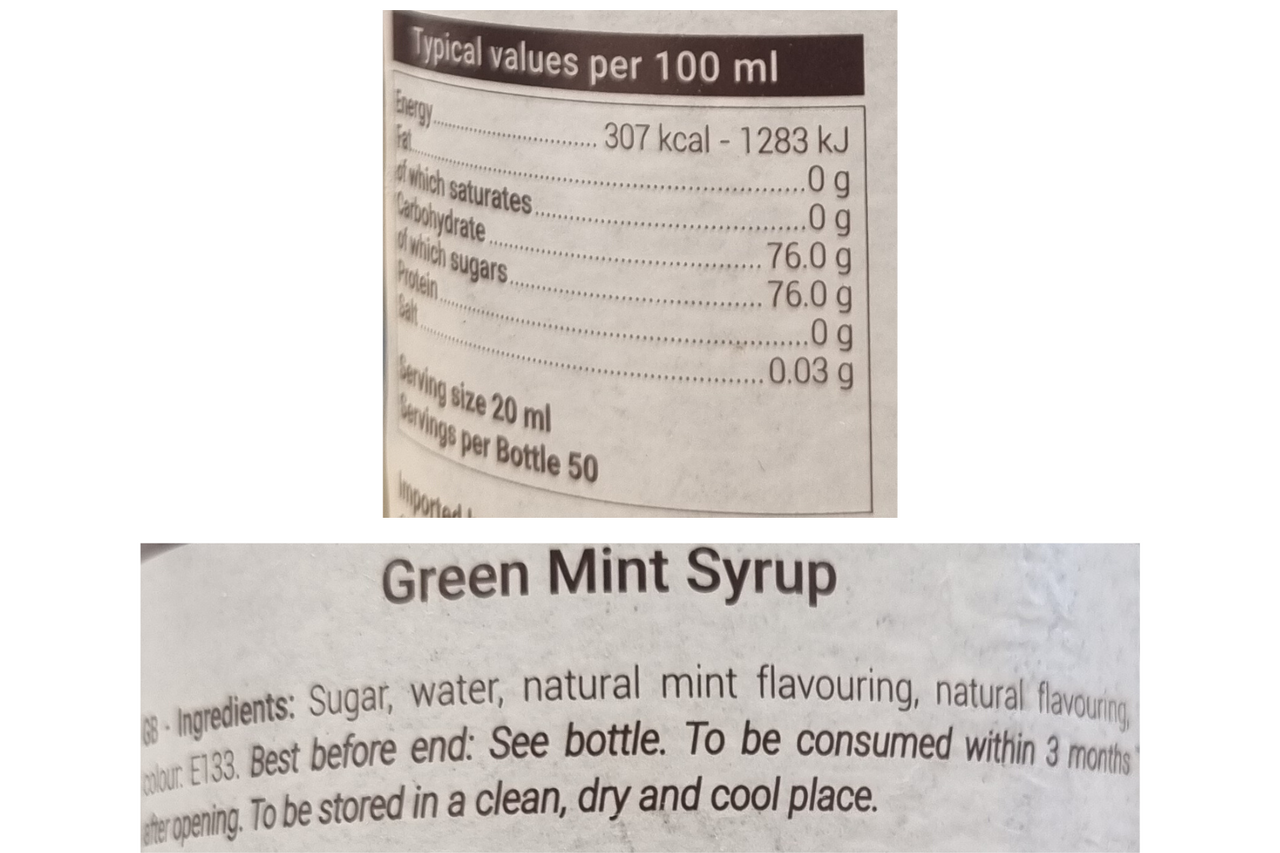 Typical values per 100 ml
Energy.......... 307 kcal - 1283 kJ
Fat..........0 g
of which saturates..........0 g
Carbohydrate..........76.0 g
of which sugars..........76.0 g
Protein..........0 g
Salt..........0.03 g
Serving size 20 ml
Servings per Bottle 50
Imported
Green Mint Syrup
GB - Ingredients: Sugar, water, natural mint flavouring, natural flavouring,
colour: E133. Best before end: See bottle. To be consumed within 3 months
after opening. To be stored in a clean, dry and cool place.